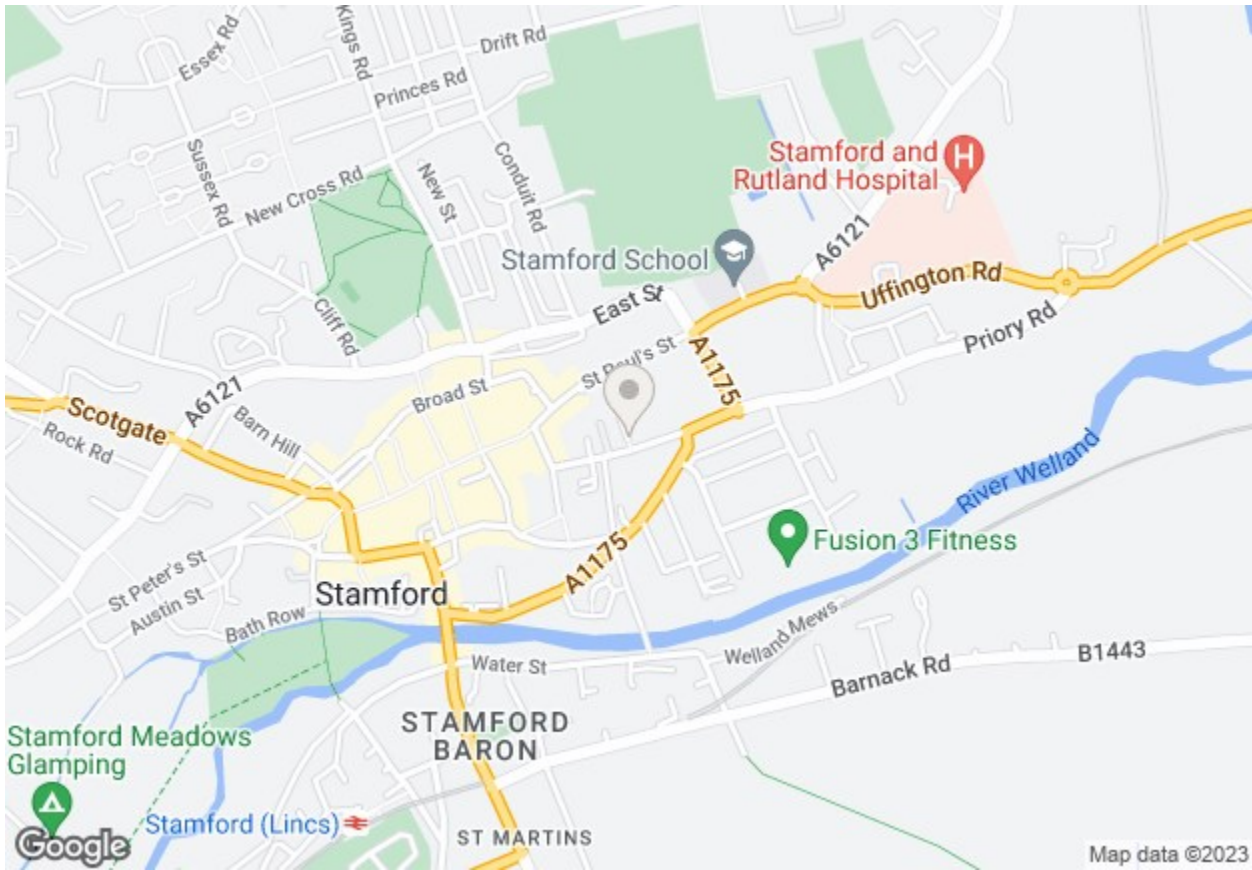 Essex Rd
Kings Rd
Drift Rd
Princes Rd
Sussex Rd
New Cross Rd
New St
Conduit Rd
Stamford and
Rutland Hospital
H
A6121
Stamford School
Uffington Rd
East St
Cliff Rd
St Paul's St
Priory Rd
A1175
A6121
Broad St
Scotgate
Barn Hill
Rock Rd
River Welland
Fusion 3 Fitness
A1175
St Peter's St
Austin St
Stamford
Bath Row
Welland Mews
Water St
Barnack Rd
B1443
STAMFORD
BARON
Stamford Meadows
Glamping
Stamford (Lincs)
ST MARTINS
Google
Map data ©2023